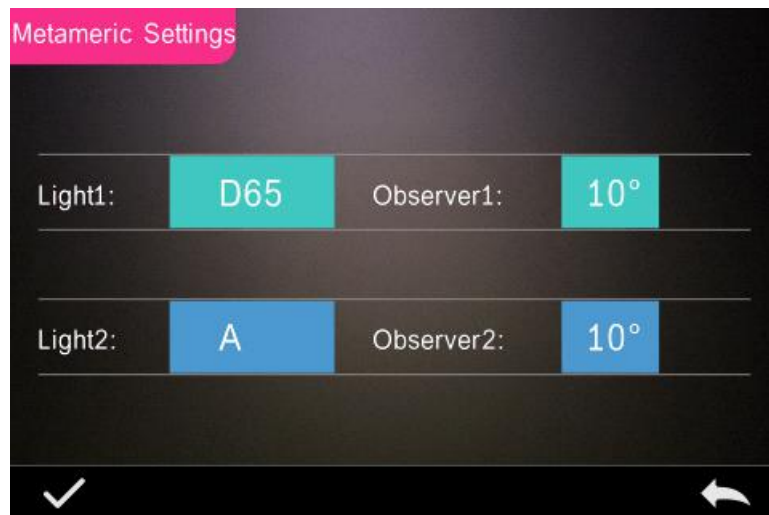 Metameric Settings
Light1: D65 Observer1: 10°
Light2: A Observer2: 10°